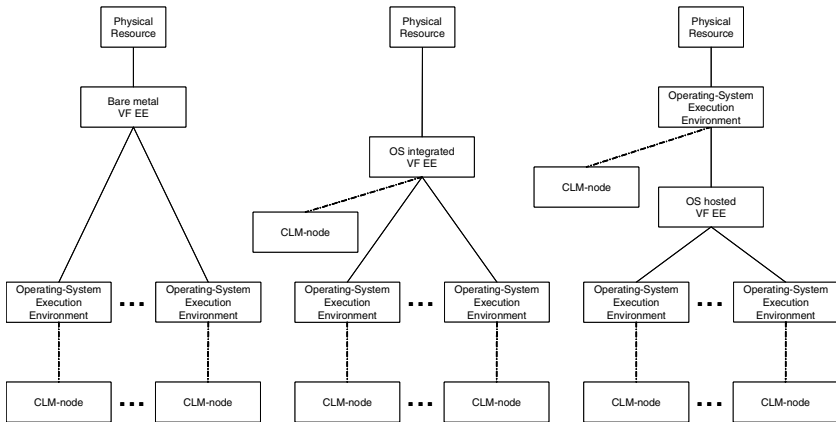 Physical
Resource
Bare metal
VF EE
Operating-System
Execution
Environment
...
Operating-System
Execution
Environment
CLM-node
...
CLM-node
Physical
Resource
OS integrated
VF EE
CLM-node
Operating-System
Execution
Environment
...
Operating-System
Execution
Environment
CLM-node
...
CLM-node
Physical
Resource
Operating-System
Execution
Environment
CLM-node
OS hosted
VF EE
Operating-System
Execution
Environment
...
Operating-System
Execution
Environment
CLM-node
...
CLM-node